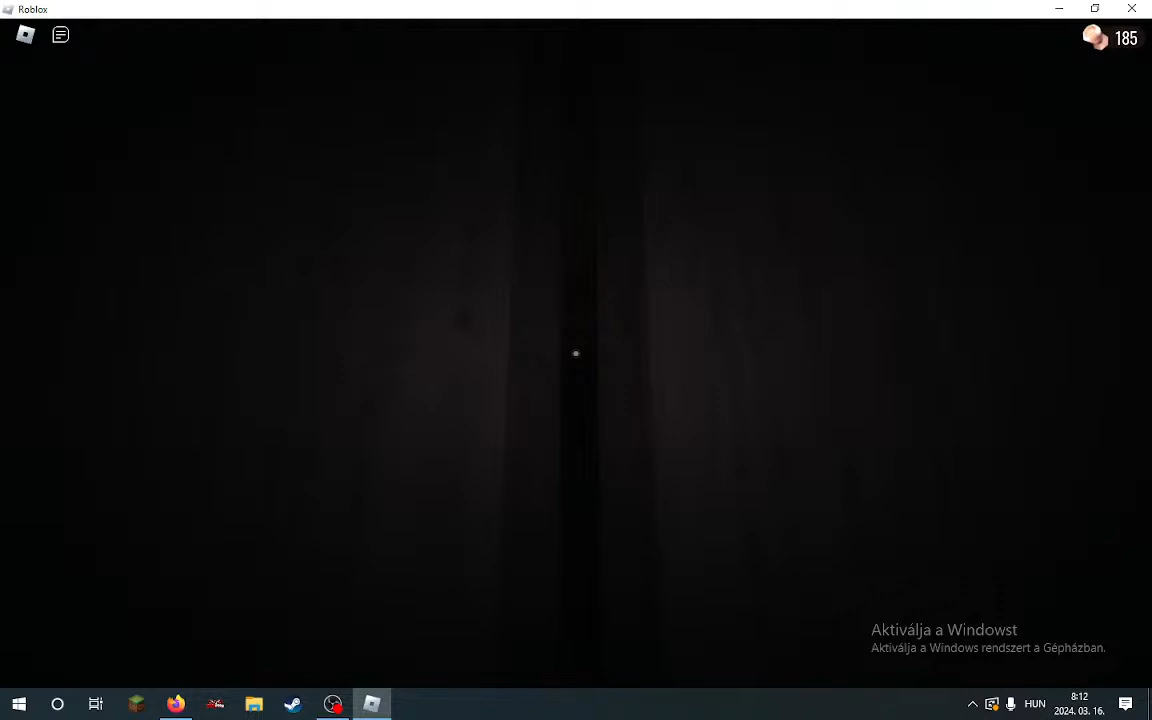 Roblox
185
Aktiválja a Windowst
Aktiválja a Windows rendszert a Gépházban.
HUN
8:12
2024. 03. 16.